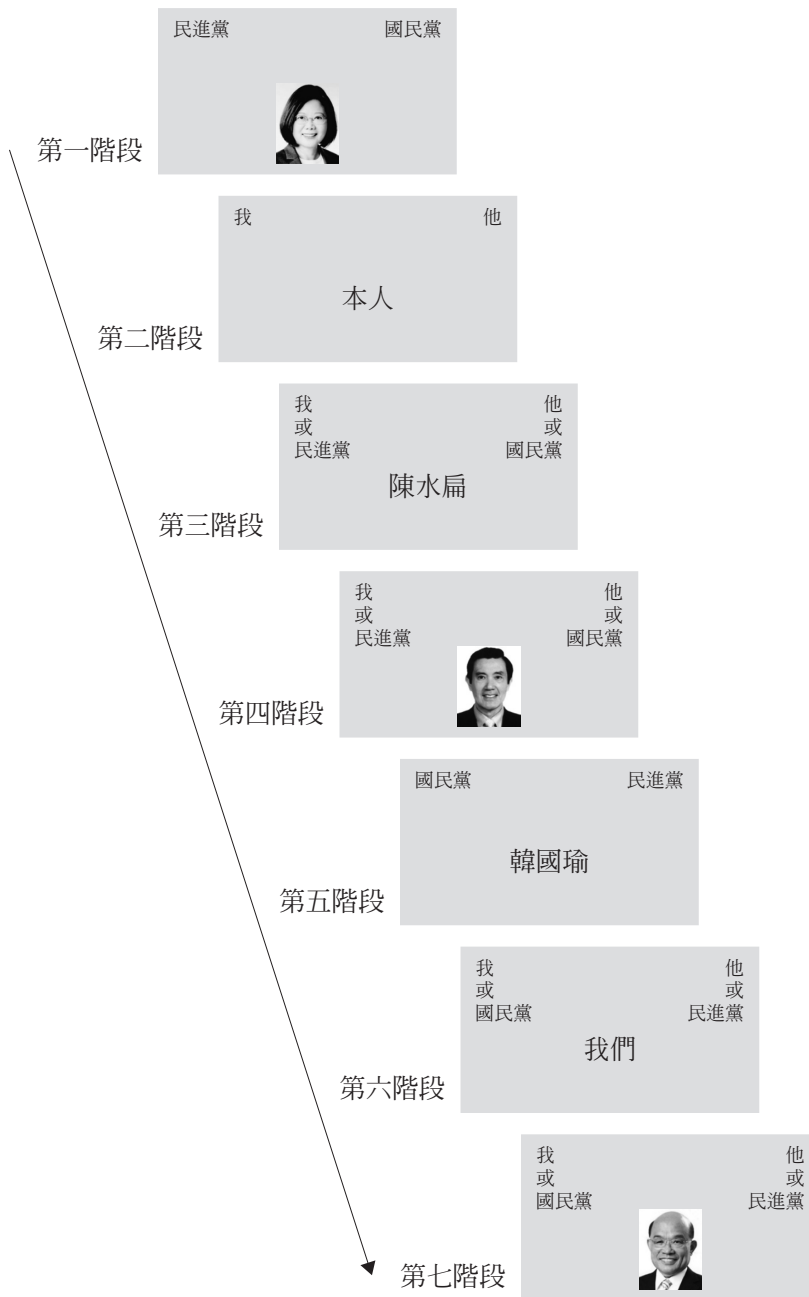 民進黨 國民黨
第一階段
我 他
本人
第二階段
我 他
或 或
民進黨 國民黨
陳水扁
第三階段
我 他
或 或
民進黨 國民黨
第四階段
國民黨 民進黨
韓國瑜
第五階段
我 他
或 或
國民黨 民進黨
我們
第六階段
我 他
或 或
國民黨 民進黨
第七階段